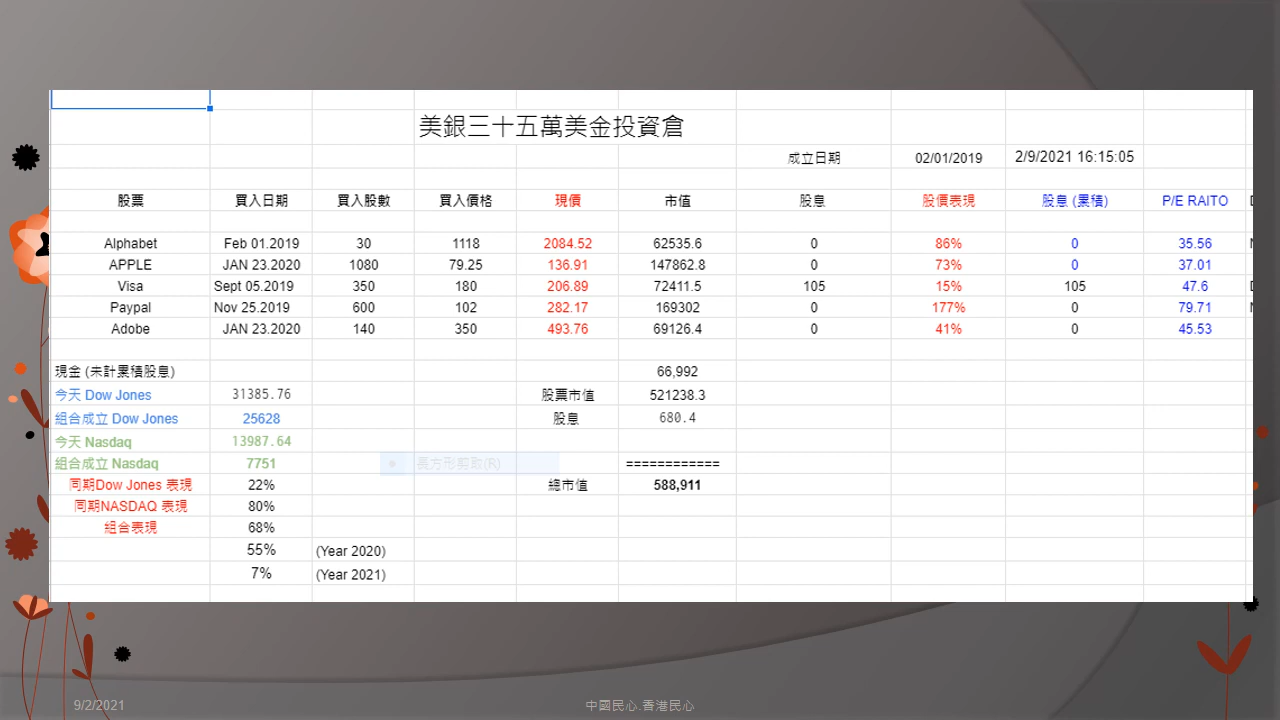 美銀三十五萬美金投資倉
成立日期 02/01/2019 2/9/2021 16:15:05
股票 買入日期 買入股數 買入價格 現價 市值 股息 股價表現 股息 (累積) P/E RAITO
Alphabet Feb 01.2019 30 1118 2084.52 62535.6 0 86% 0 35.56
APPLE JAN 23.2020 1080 79.25 136.91 147862.8 0 73% 0 37.01
Visa Sept 05.2019 350 180 206.89 72411.5 105 15% 105 47.6
Paypal Nov 25.2019 600 102 282.17 169302 0 177% 0 79.71
Adobe JAN 23.2020 140 350 493.76 69126.4 0 41% 0 45.53
現金 (未計累積股息) 66,992
今天 Dow Jones 31385.76 股票市值 521238.3
組合成立 Dow Jones 25628 股息 680.4
今天 Nasdaq 13987.64
組合成立 Nasdaq 7751 長方形剪取(R) ============
同期Dow Jones 表現 22% 總市值 588,911
同期NASDAQ 表現 80%
組合表現 68%
55% (Year 2020)
7% (Year 2021)
9/2/2021 中國民心.香港民心